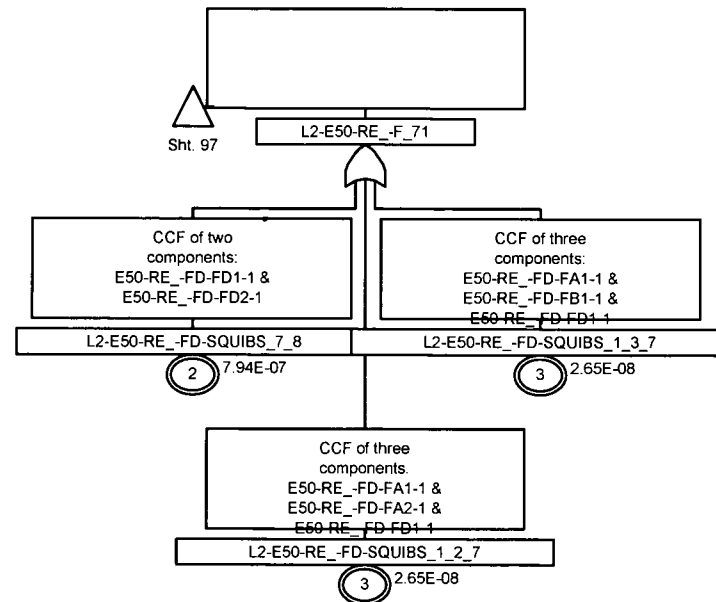 Sht. 97
L2-E50-RE_-F_71
CCF of two
components:
E50-RE_-FD-FD1-1 &
E50-RE_-FD-FD2-1
L2-E50-RE_-FD-SQUIBS_7_8
2
7.94E-07
CCF of three
components:
E50-RE_-FD-FA1-1 &
E50-RE_-FD-FB1-1 &
E50-RE_-FD-FD1-1
L2-E50-RE_-FD-SQUIBS_1_3_7
3
2.65E-08
CCF of three
components.
E50-RE_-FD-FA1-1 &
E50-RE_-FD-FA2-1 &
E50-RE_-FD-FD1-1
L2-E50-RE_-FD-SQUIBS_1_2_7
3
2.65E-08